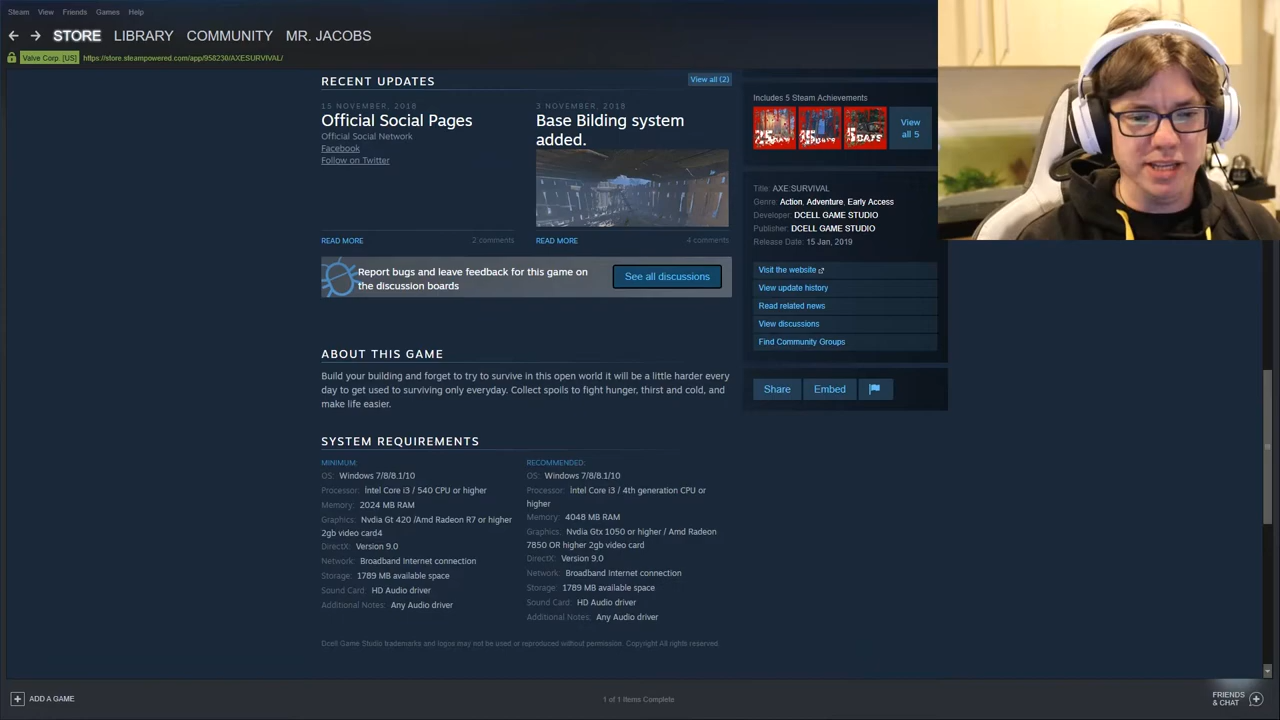 Steam View Friends Games Help
STORE LIBRARY COMMUNITY MR. JACOBS
Valve Corp. [US] https://store.steampowered.com/app/958230/AXESURVIVAL/
RECENT UPDATES
View all (2)
15 NOVEMBER, 2018
Official Social Pages
Official Social Network
Facebook
Follow on Twitter
READ MORE 2 comments
3 NOVEMBER, 2018
Base Bilding system
added.
READ MORE 4 comments
Report bugs and leave feedback for this game on
the discussion boards
See all discussions
ABOUT THIS GAME
Build your building and forget to try to survive in this open world it will be a little harder every
day to get used to surviving only everyday. Collect spoils to fight hunger, thirst and cold, and
make life easier.
SYSTEM REQUIREMENTS
MINIMUM:
OS: Windows 7/8/8.1/10
Processor: İntel Core i3 / 540 CPU or higher
Memory: 2024 MB RAM
Graphics: Nvdia Gt 420 /Amd Radeon R7 or higher
2gb video card4
DirectX: Version 9.0
Network: Broadband Internet connection
Storage: 1789 MB available space
Sound Card: HD Audio driver
Additional Notes: Any Audio driver
RECOMMENDED:
OS: Windows 7/8/8.1/10
Processor: İntel Core i3 / 4th generation CPU or
higher
Memory: 4048 MB RAM
Graphics: Nvdia Gtx 1050 or higher / Amd Radeon
7850 OR higher 2gb video card
DirectX: Version 9.0
Network: Broadband Internet connection
Storage: 1789 MB available space
Sound Card: HD Audio driver
Additional Notes: Any Audio driver
Dcell Game Studio trademarks and logos may not be used or reproduced without permission. Copyright All rights reserved.
Includes 5 Steam Achievements
25 DAYS
15 DAYS
5 DAYS
View
all 5
Title: AXE:SURVIVAL
Genre: Action, Adventure, Early Access
Developer: DCELL GAME STUDIO
Publisher: DCELL GAME STUDIO
Release Date: 15 Jan, 2019
Visit the website
View update history
Read related news
View discussions
Find Community Groups
Share Embed
ADD A GAME
1 of 1 Items Complete
FRIENDS
& CHAT